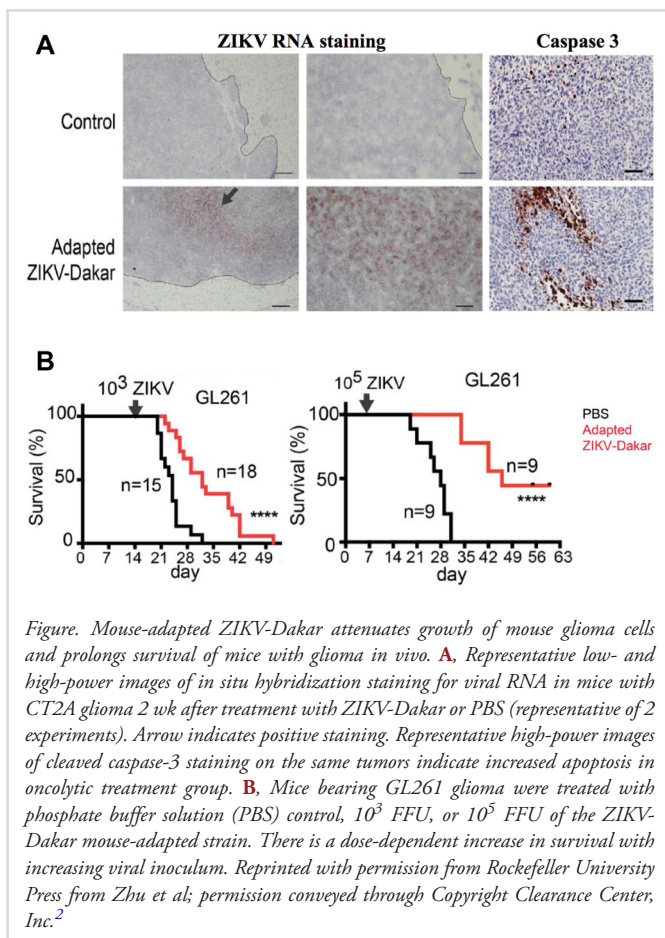 A
ZIKV RNA staining
Caspase 3
Control
Adapted
ZIKV-Dakar
B
10³ ZIKV
GL261
100
50
0
Survival (%)
n=15
n=18
****
0 7 14 21 28 35 42 49
day
10⁵ ZIKV
GL261
100
50
0
Survival (%)
n=9
n=9
****
0 7 14 21 28 35 42 49 56 63
day
PBS
Adapted
ZIKV-Dakar
Figure. Mouse-adapted ZIKV-Dakar attenuates growth of mouse glioma cells
and prolongs survival of mice with glioma in vivo. A, Representative low- and
high-power images of in situ hybridization staining for viral RNA in mice with
CT2A glioma 2 wk after treatment with ZIKV-Dakar or PBS (representative of 2
experiments). Arrow indicates positive staining. Representative high-power images
of cleaved caspase-3 staining on the same tumors indicate increased apoptosis in
oncolytic treatment group. B, Mice bearing GL261 glioma were treated with
phosphate buffer solution (PBS) control, 10³ FFU, or 10⁵ FFU of the ZIKV-
Dakar mouse-adapted strain. There is a dose-dependent increase in survival with
increasing viral inoculum. Reprinted with permission from Rockefeller University
Press from Zhu et al; permission conveyed through Copyright Clearance Center,
Inc.²